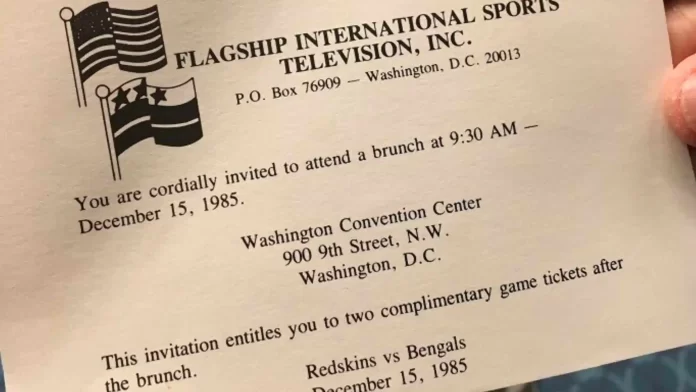 FLAGSHIP INTERNATIONAL SPORTS
TELEVISION, INC.
P.O. Box 76909 — Washington, D.C. 20013
You are cordially invited to attend a brunch at 9:30 AM —
December 15, 1985.
Washington Convention Center
900 9th Street, N.W.
Washington, D.C.
This invitation entitles you to two complimentary game tickets after
the brunch.
Redskins vs Bengals
December 15, 1985